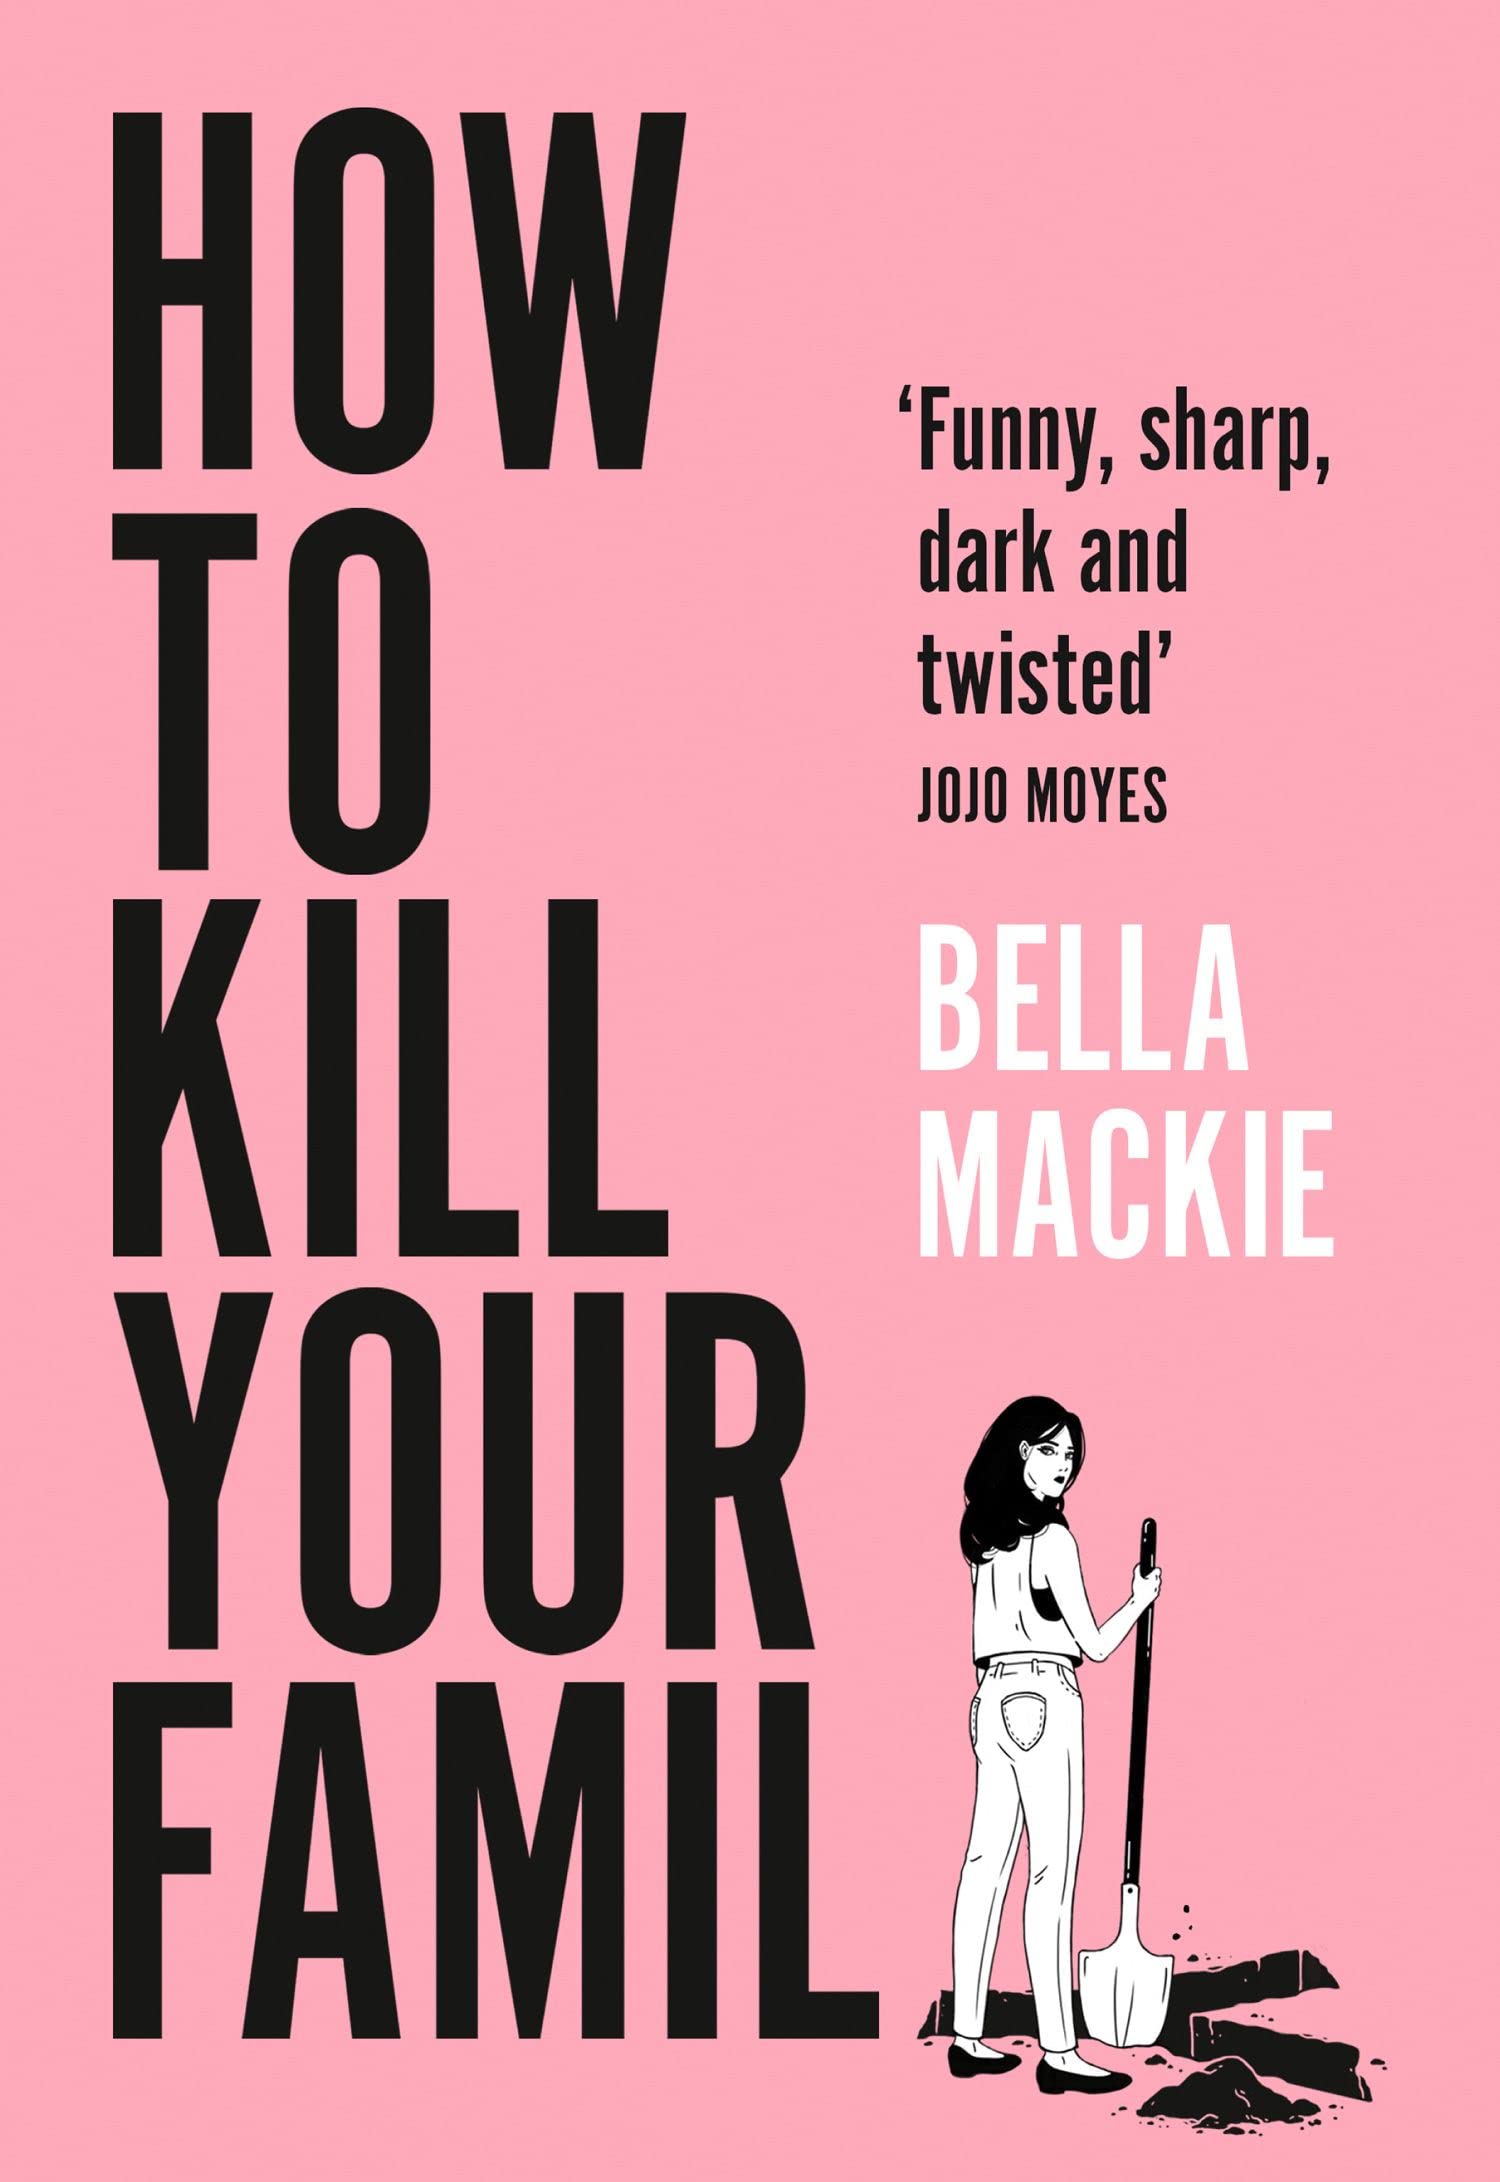 HOW
TO
KILL
YOUR
FAMIL
‘Funny, sharp,
dark and
twisted’
JOJO MOYES
BELLA
MACKIE